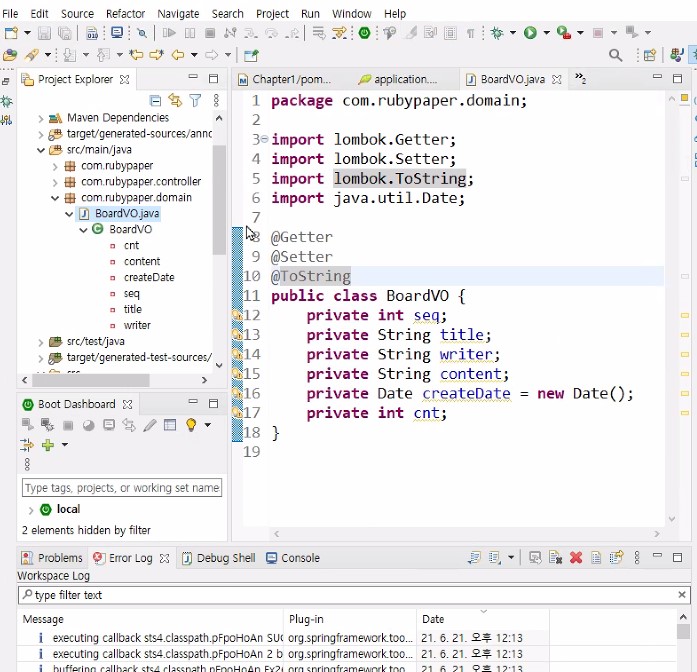 File Edit Source Refactor Navigate Search Project Run Window Help
Project Explorer
Maven Dependencies
target/generated-sources/anno
src/main/java
com.rubypaper
com.rubypaper.controller
com.rubypaper.domain
BoardVO.java
BoardVO
cnt
content
createDate
seq
title
writer
src/test/java
target/generated-test-sources/
src
Boot Dashboard
Type tags, projects, or working set name
local
2 elements hidden by filter
Chapter1/pom... application.... BoardVO.java »2
1 package com.rubypaper.domain;
2
3 import lombok.Getter;
4 import lombok.Setter;
5 import lombok.ToString;
6 import java.util.Date;
7
8 @Getter
9 @Setter
10 @ToString
11 public class BoardVO {
12 private int seq;
13 private String title;
14 private String writer;
15 private String content;
16 private Date createDate = new Date();
17 private int cnt;
18 }
19
Problems Error Log Debug Shell Console
Workspace Log
type filter text
Message Plug-in Date
executing callback sts4.classpath.pFpoHoAn SUC org.springframework.too... 21. 6. 21. 오후 12:13
executing callback sts4.classpath.pFpoHoAn 2 b org.springframework.too... 21. 6. 21. 오후 12:13
buffering callback sts4.classpath.pFpoHoAn Ex2 org.springframework.too... 21. 6. 21. 오후 12:13